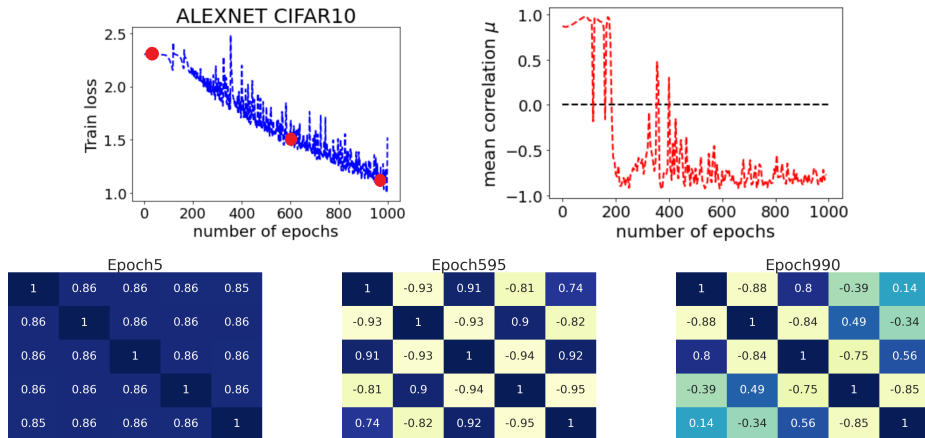 ALEXNET CIFAR10
2.5
2.0
1.5
1.0
Train loss
0 200 400 600 800 1000
number of epochs
1.0
0.5
0.0
−0.5
−1.0
mean correlation μ
0 200 400 600 800 1000
number of epochs
Epoch5
1 0.86 0.86 0.86 0.85
0.86 1 0.86 0.86 0.86
0.86 0.86 1 0.86 0.86
0.86 0.86 0.86 1 0.86
0.85 0.86 0.86 0.86 1
Epoch595
1 -0.93 0.91 -0.81 0.74
-0.93 1 -0.93 0.9 -0.82
0.91 -0.93 1 -0.94 0.92
-0.81 0.9 -0.94 1 -0.95
0.74 -0.82 0.92 -0.95 1
Epoch990
1 -0.88 0.8 -0.39 0.14
-0.88 1 -0.84 0.49 -0.34
0.8 -0.84 1 -0.75 0.56
-0.39 0.49 -0.75 1 -0.85
0.14 -0.34 0.56 -0.85 1